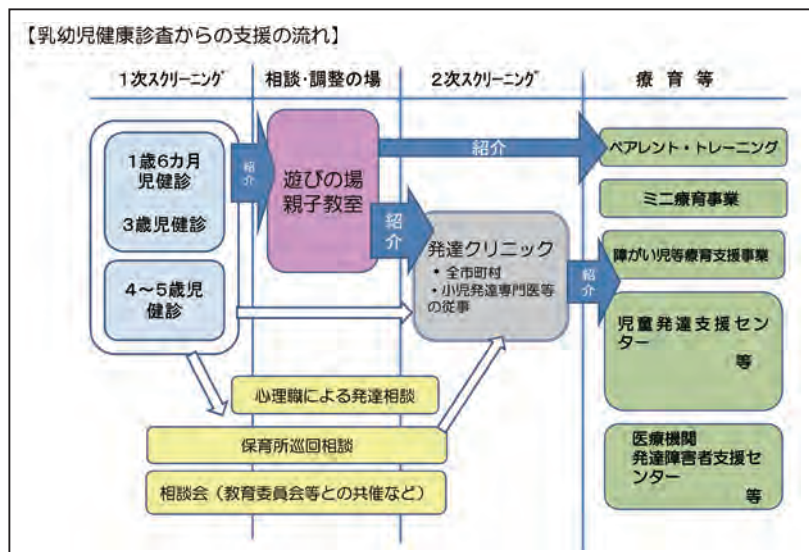 【乳幼児健康診査からの支援の流れ】
1次スクリーニング
相談・調整の場
2次スクリーニング
療育等
1歳6カ月
児健診
3歳児健診
4〜5歳児
健診
紹介
遊びの場
親子教室
紹介
紹介
発達クリニック
・全市町村
・小児発達専門医等
の従事
紹介
ペアレント・トレーニング
ミニ療育事業
障がい児等療育支援事業
児童発達支援セン
ター
等
医療機関
発達障害者支援セ
ンター
等
心理職による発達相談
保育所巡回相談
相談会（教育委員会等との共催など）